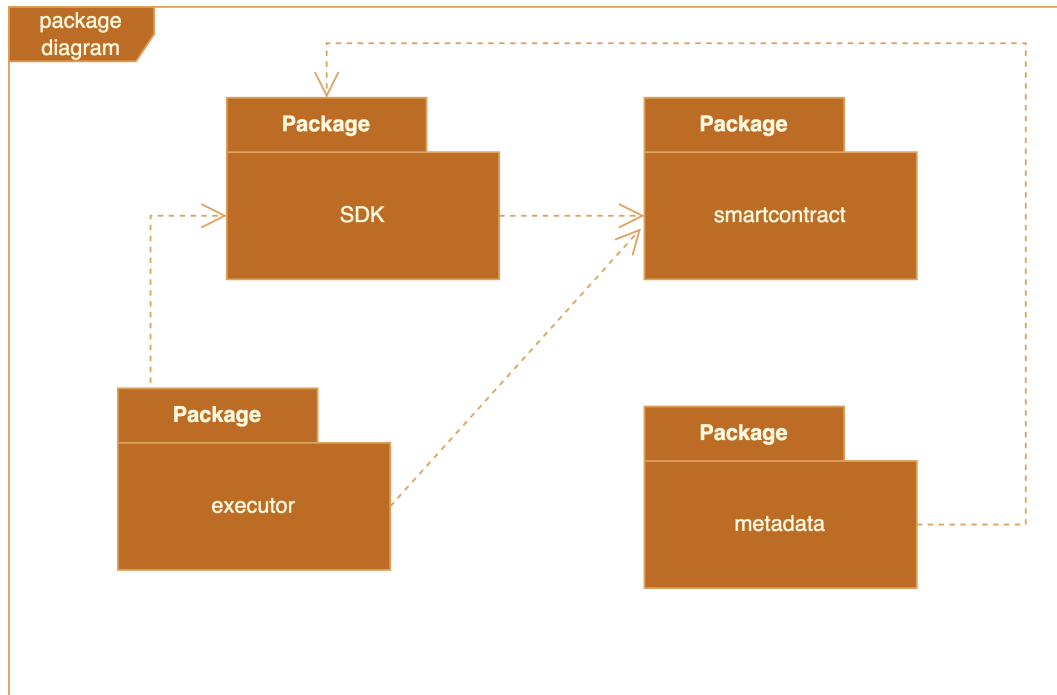 package
diagram
Package
SDK
Package
smartcontract
Package
executor
Package
metadata